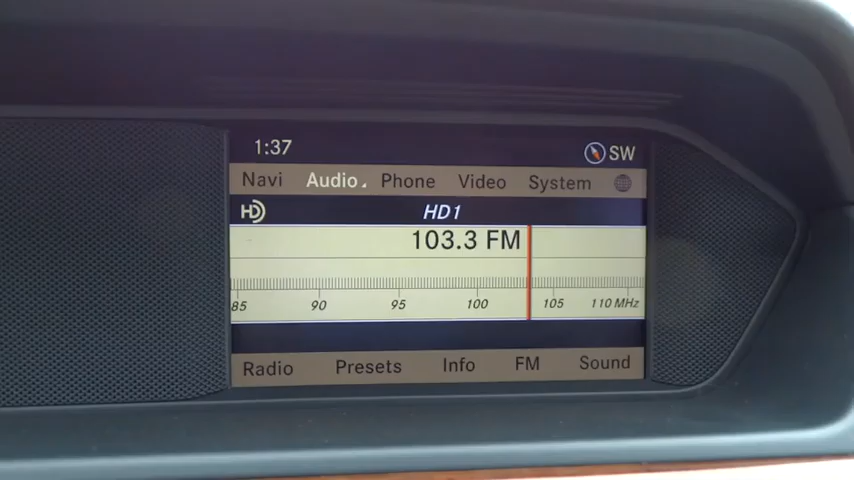 1:37 SW
Navi Audio Phone Video System
HD HD1
103.3 FM
85 90 95 100 105 110 MHz
Radio Presets Info FM Sound